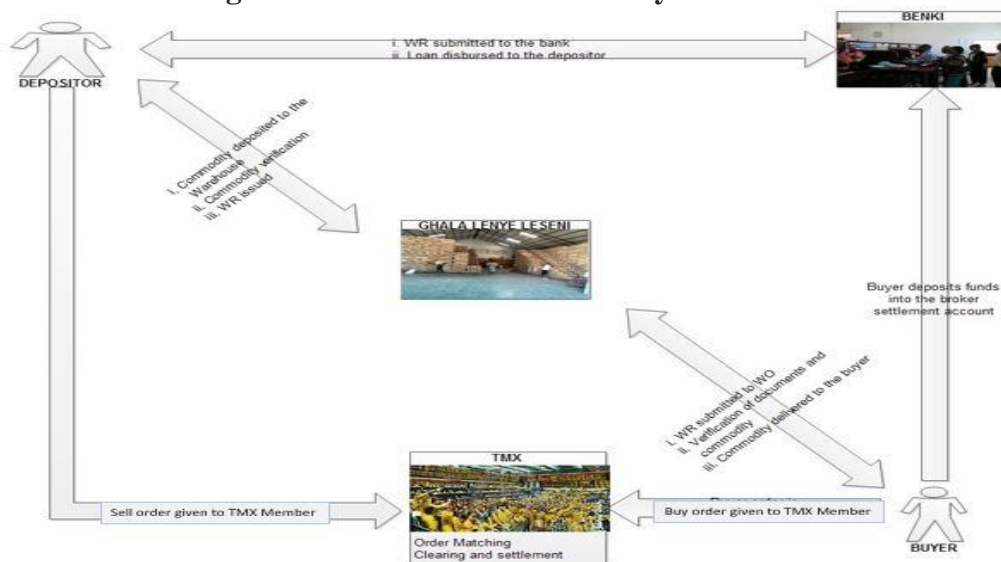 BENKI
i. WR submitted to the bank
ii. Loan disbursed to the depositor
DEPOSITOR
i. Commodity deposited to the
Warehouse
ii. Commodity verification
iii. WR issued
GHALA LENYE LESENI
Buyer deposits funds
into the broker
settlement account
i. WR submitted to WO
ii. Verification of documents and
commodity
iii. Commodity delivered to the buyer
TMX
Sell order given to TMX Member
Buy order given to TMX Member
Order Matching
Clearing and settlement
BUYER